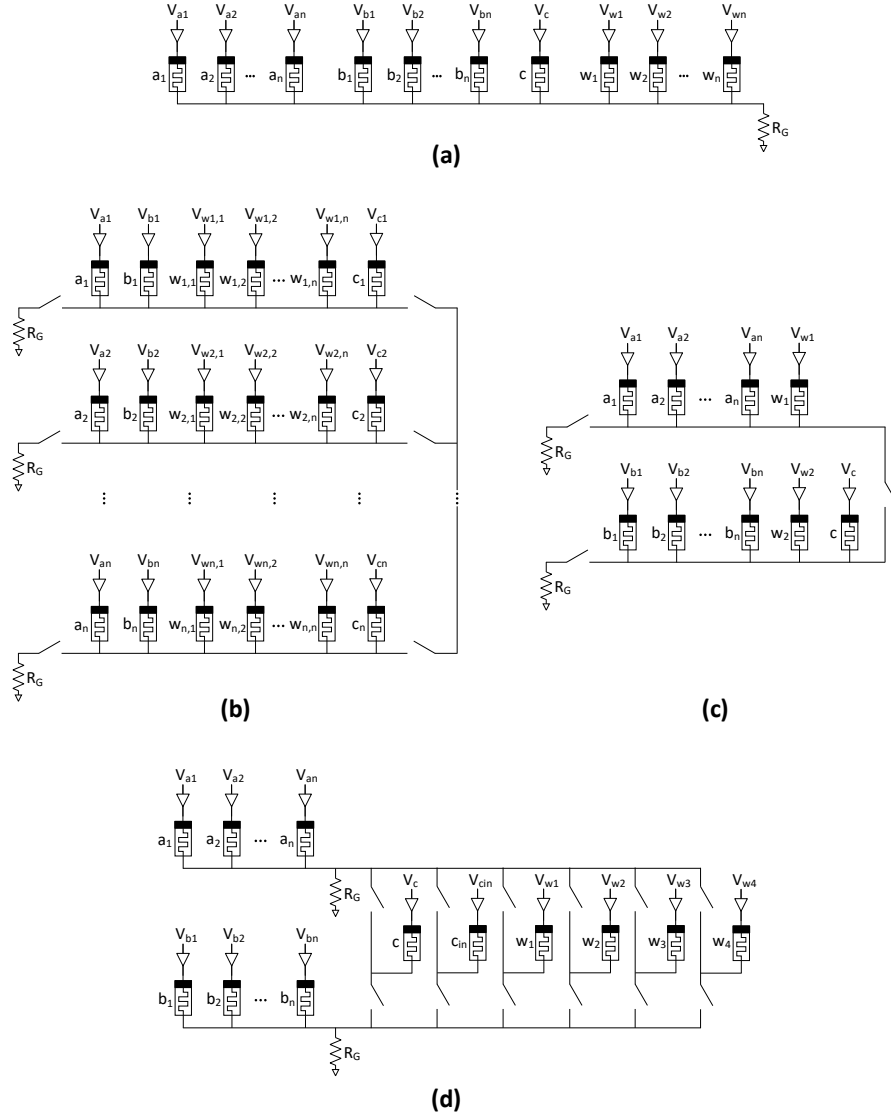 Va1 Va2 Van Vb1 Vb2 Vbn Vc Vw1 Vw2 Vwn
a1 a2 ... an b1 b2 ... bn c w1 w2 ... wn
RG
(a)
Va1 Vb1 Vw1,1 Vw1,2 Vw1,n Vc1
a1 b1 w1,1 w1,2 ... w1,n c1
RG
Va2 Vb2 Vw2,1 Vw2,2 Vw2,n Vc2
a2 b2 w2,1 w2,2 ... w2,n c2
RG
Van Vbn Vwn,1 Vwn,2 Vwn,n Vcn
an bn wn,1 wn,2 ... wn,n cn
RG
(b)
Va1 Va2 Van Vw1
a1 a2 ... an w1
RG
Vb1 Vb2 Vbn Vw2 Vc
b1 b2 ... bn w2 c
RG
(c)
Va1 Va2 Van
a1 a2 ... an
RG
Vc Vcin Vw1 Vw2 Vw3 Vw4
c cin w1 w2 w3 w4
Vb1 Vb2 Vbn
b1 b2 ... bn
RG
(d)